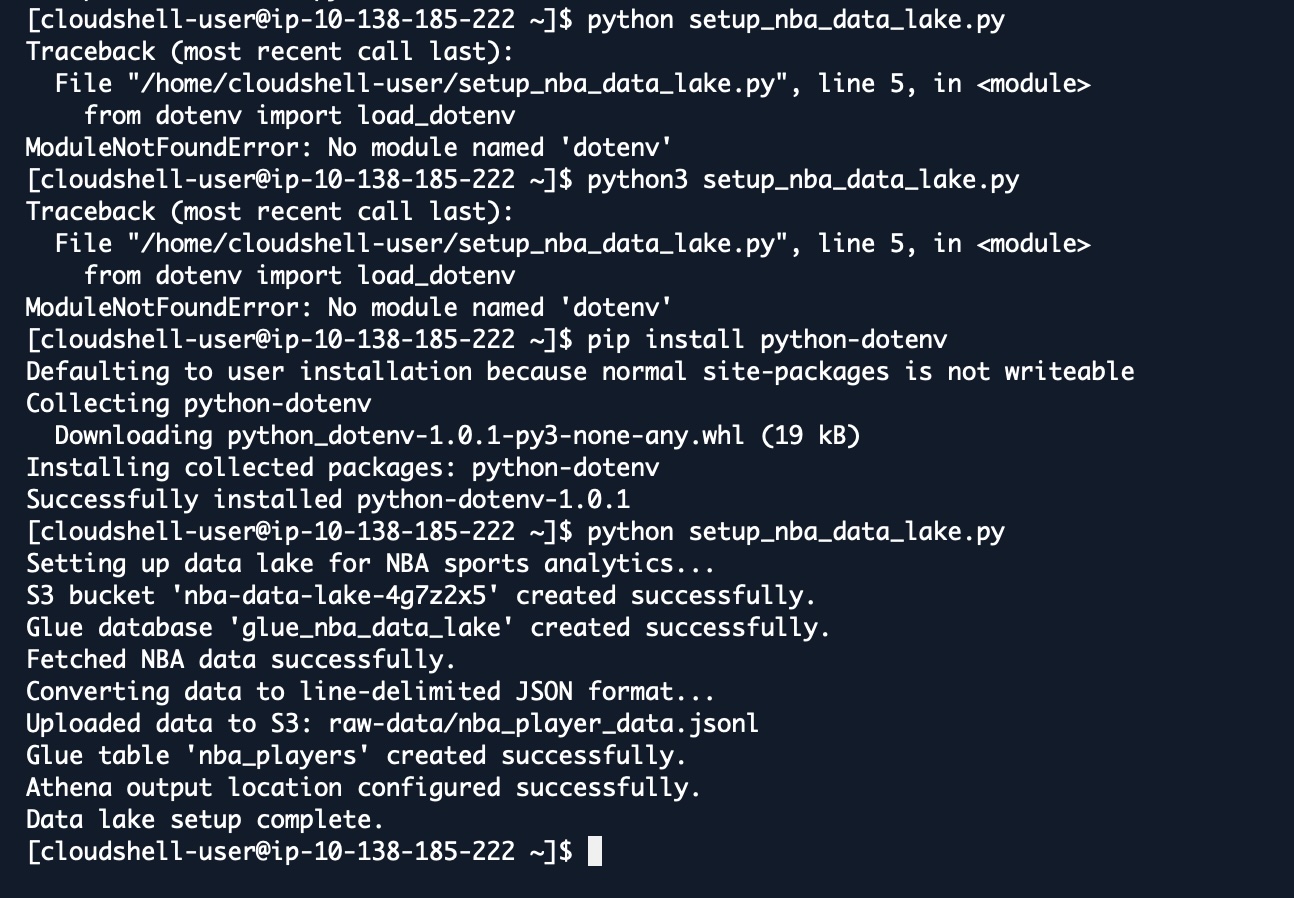 [cloudshell-user@ip-10-138-185-222 ~]$ python setup_nba_data_lake.py
Traceback (most recent call last):
  File "/home/cloudshell-user/setup_nba_data_lake.py", line 5, in <module>
    from dotenv import load_dotenv
ModuleNotFoundError: No module named 'dotenv'
[cloudshell-user@ip-10-138-185-222 ~]$ python3 setup_nba_data_lake.py
Traceback (most recent call last):
  File "/home/cloudshell-user/setup_nba_data_lake.py", line 5, in <module>
    from dotenv import load_dotenv
ModuleNotFoundError: No module named 'dotenv'
[cloudshell-user@ip-10-138-185-222 ~]$ pip install python-dotenv
Defaulting to user installation because normal site-packages is not writeable
Collecting python-dotenv
  Downloading python_dotenv-1.0.1-py3-none-any.whl (19 kB)
Installing collected packages: python-dotenv
Successfully installed python-dotenv-1.0.1
[cloudshell-user@ip-10-138-185-222 ~]$ python setup_nba_data_lake.py
Setting up data lake for NBA sports analytics...
S3 bucket 'nba-data-lake-4g7z2x5' created successfully.
Glue database 'glue_nba_data_lake' created successfully.
Fetched NBA data successfully.
Converting data to line-delimited JSON format...
Uploaded data to S3: raw-data/nba_player_data.jsonl
Glue table 'nba_players' created successfully.
Athena output location configured successfully.
Data lake setup complete.
[cloudshell-user@ip-10-138-185-222 ~]$